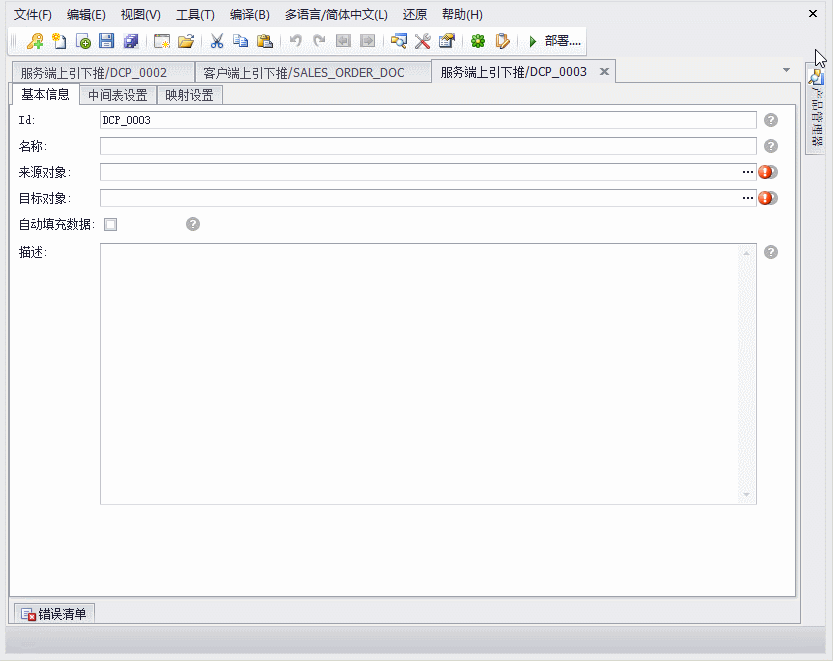 文件(F) 编辑(E) 视图(V) 工具(T) 编译(B) 多语言/简体中文(L) 还原 帮助(H)
部署....
服务端上引下推/DCP_0002 客户端上引下推/SALES_ORDER_DOC 服务端上引下推/DCP_0003
产品管理器
基本信息 中间表设置 映射设置
Id: DCP_0003
名称:
来源对象: ...
目标对象: ...
自动填充数据:
描述:
错误清单